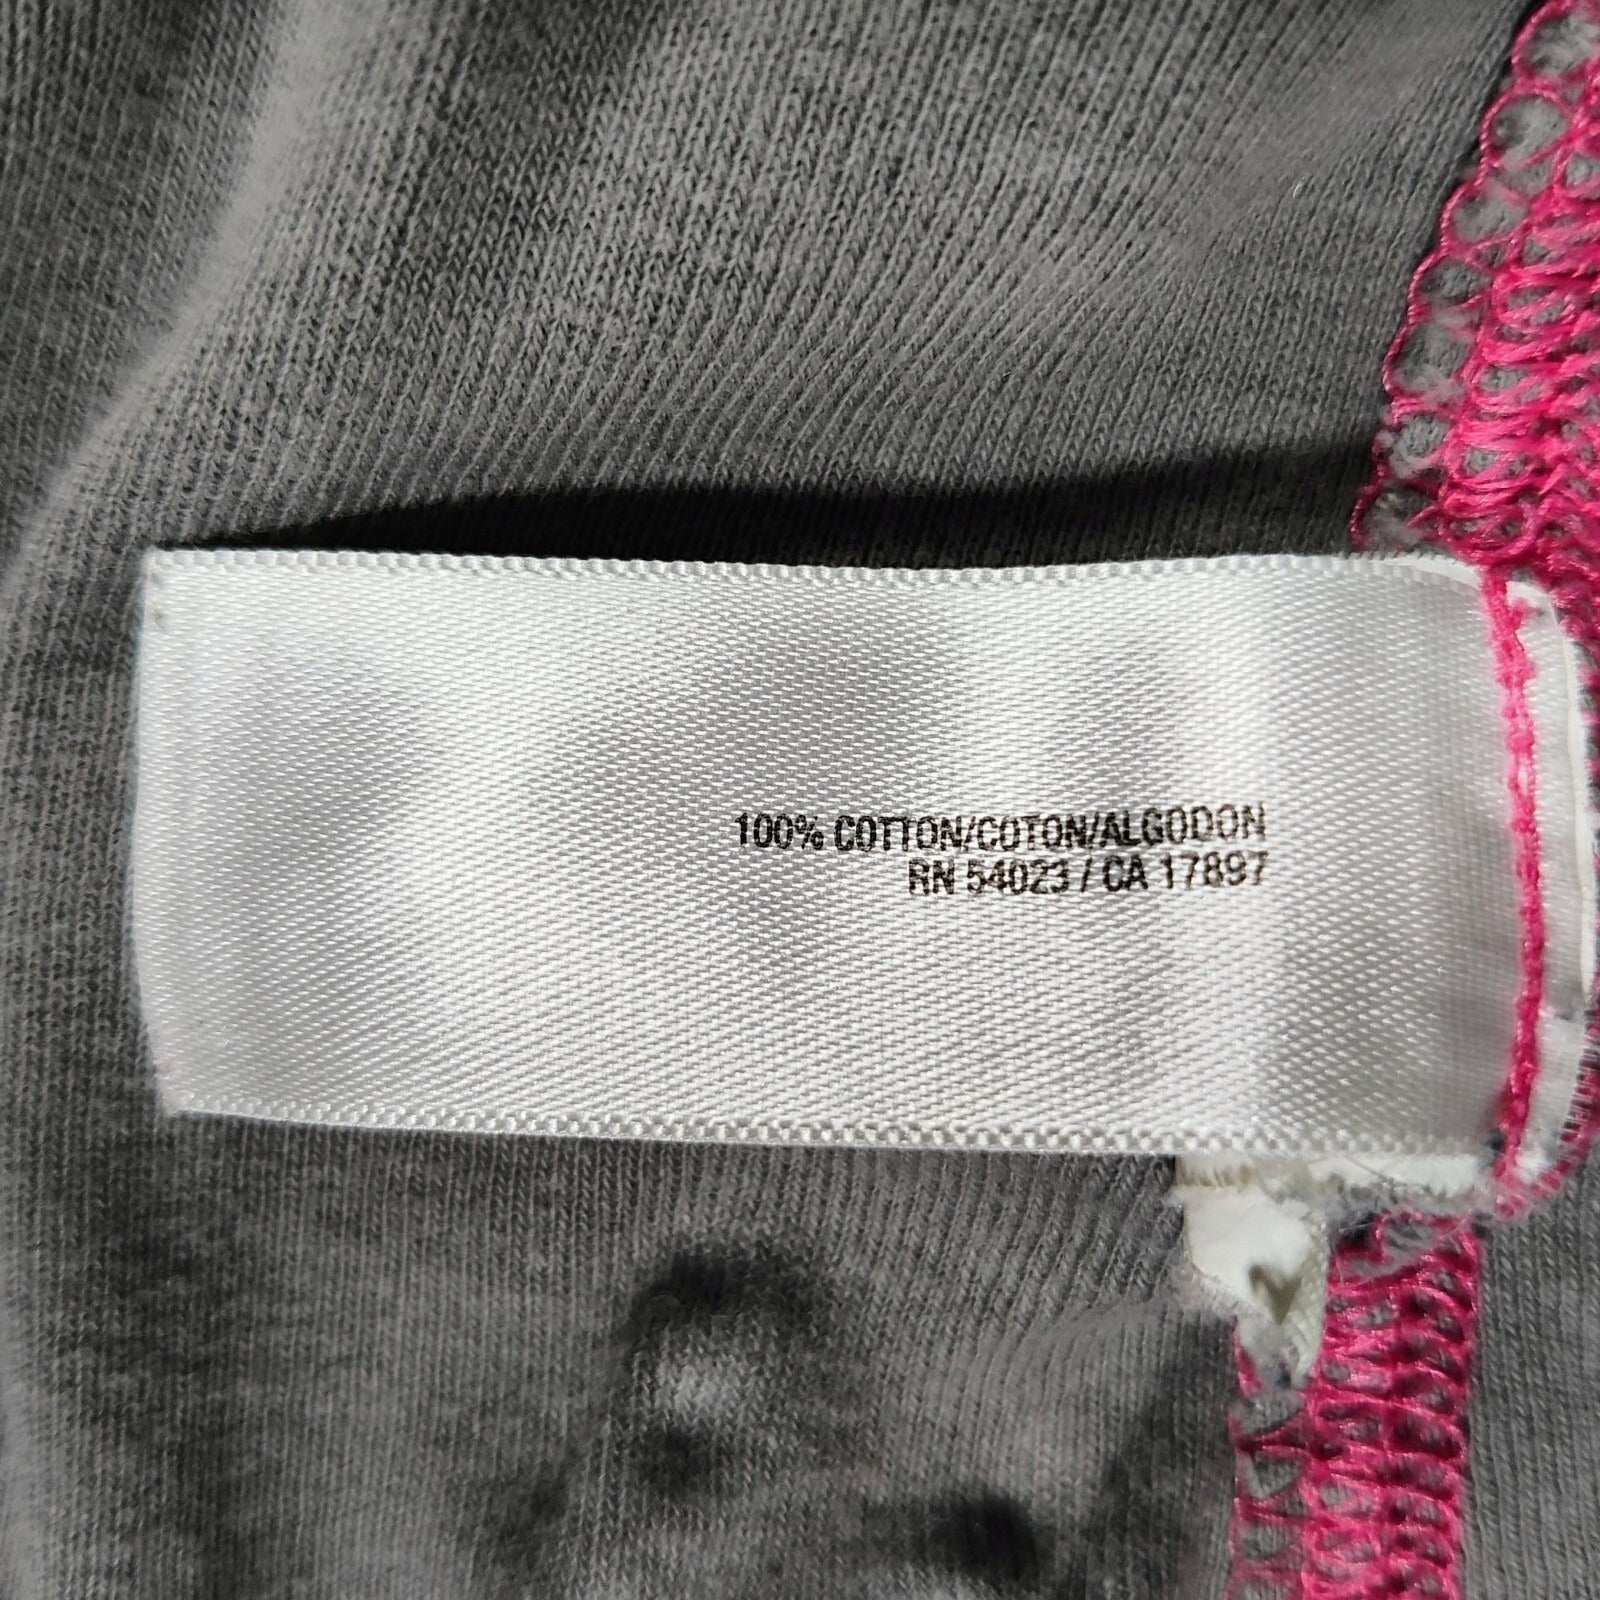 100% COTTON/COTON/ALGODON
RN 54023 / CA 17897